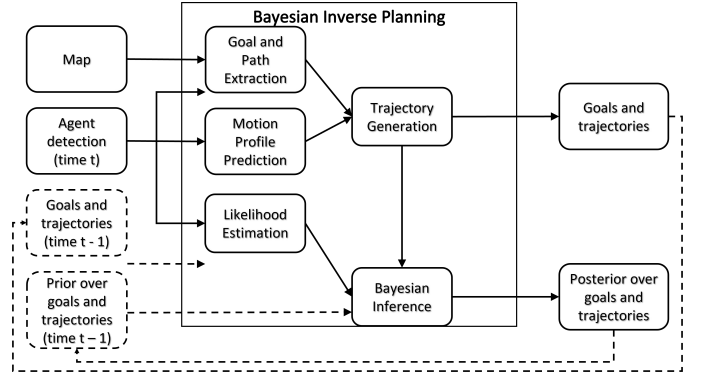 Bayesian Inverse Planning
Map
Goal and
Path
Extraction
Agent
detection
(time t)
Motion
Profile
Prediction
Trajectory
Generation
Goals and
trajectories
Goals and
trajectories
(time t - 1)
Likelihood
Estimation
Prior over
goals and
trajectories
(time t – 1)
Bayesian
Inference
Posterior over
goals and
trajectories